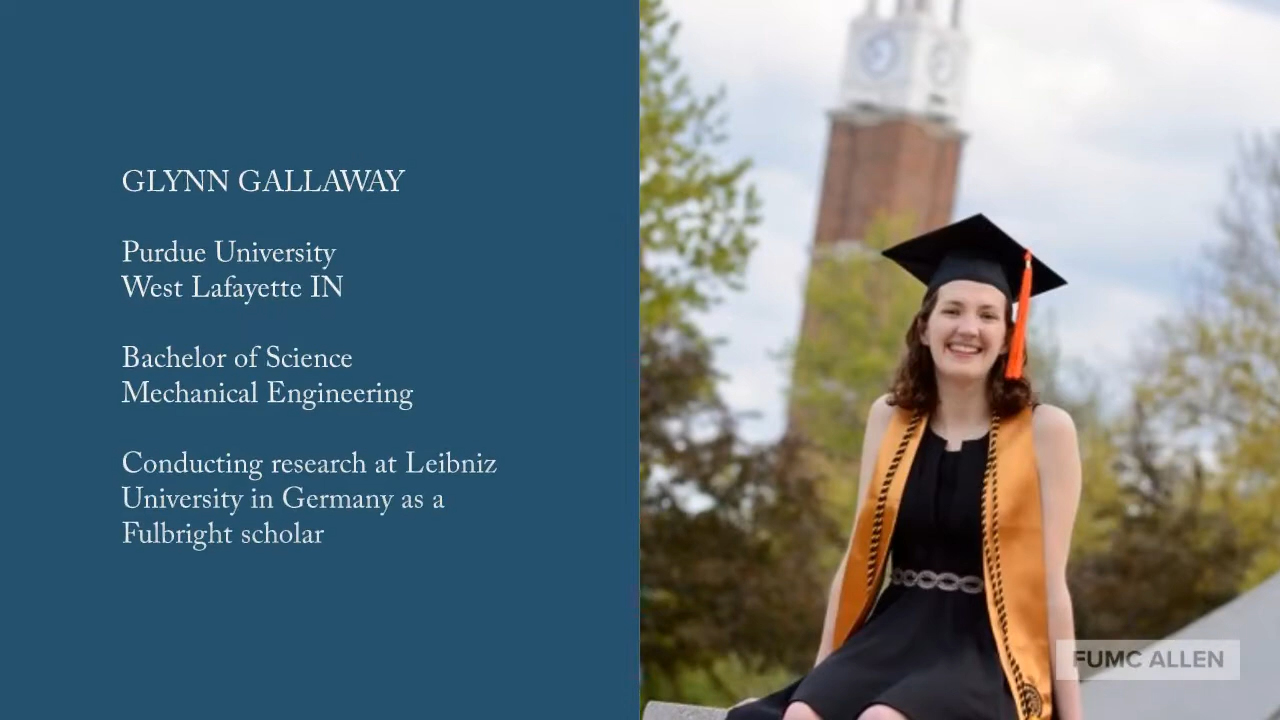 GLYNN GALLAWAY
Purdue University
West Lafayette IN
Bachelor of Science
Mechanical Engineering
Conducting research at Leibniz
University in Germany as a
Fulbright scholar
FUMC ALLEN